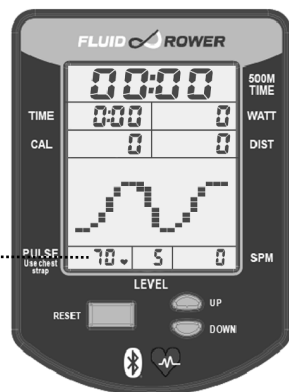 FLUID ROWER
00:00 500M TIME
TIME 0:00 0 WATT
CAL 0 0 DIST
PULSE Use chest strap 70 5 0 SPM
LEVEL
RESET UP
DOWN